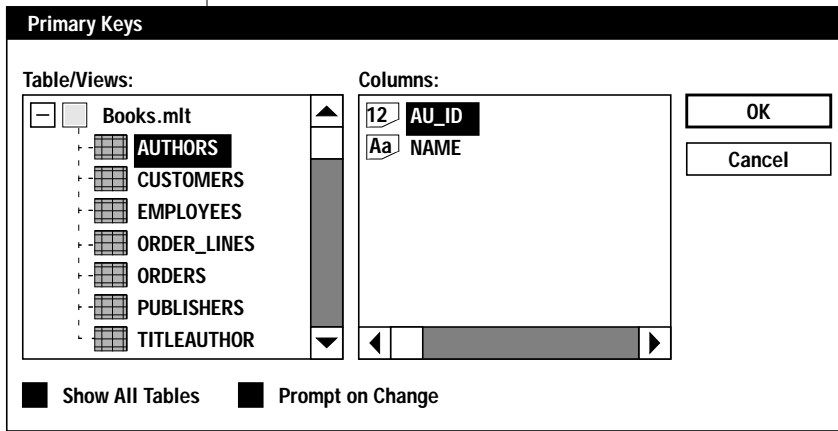 Primary Keys
Table/Views:
Books.mlt
AUTHORS
CUSTOMERS
EMPLOYEES
ORDER_LINES
ORDERS
PUBLISHERS
TITLEAUTHOR
Columns:
12 AU_ID
Aa NAME
OK
Cancel
Show All Tables
Prompt on Change